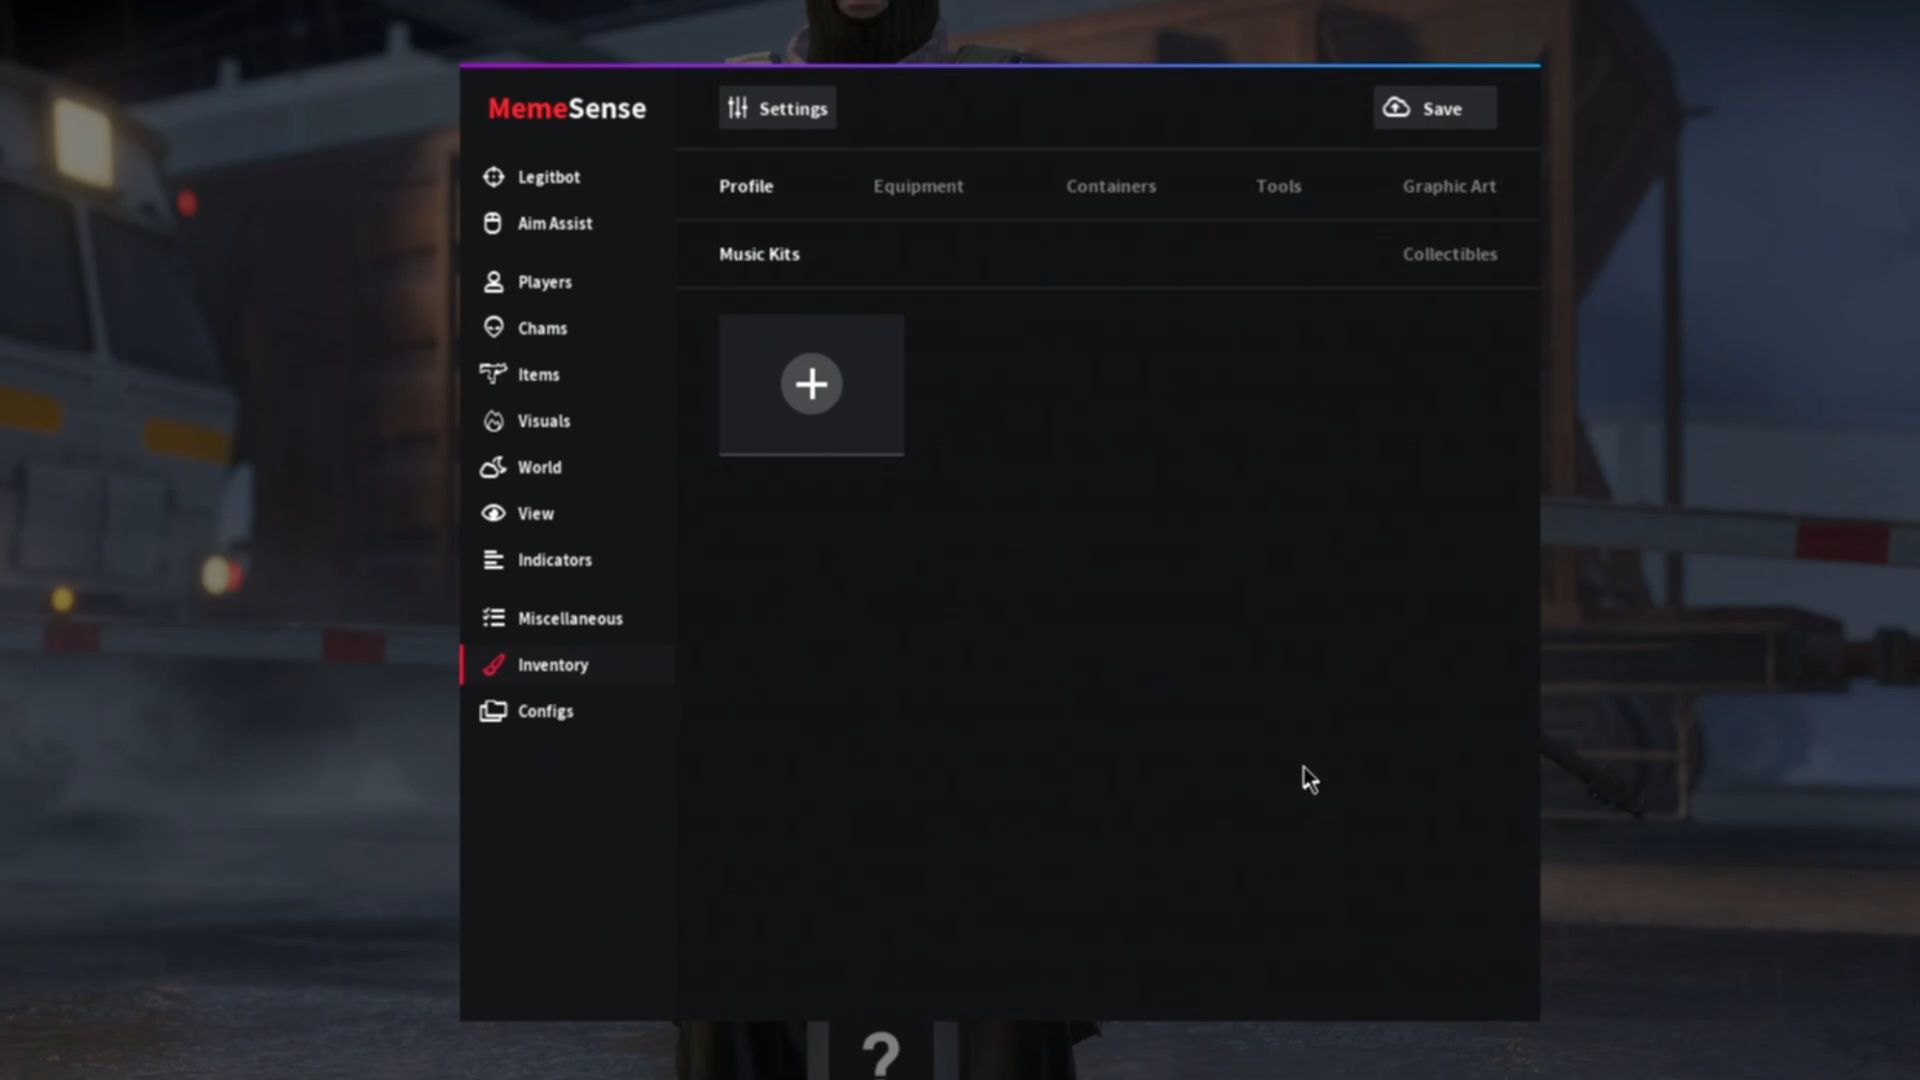 MemeSense
Settings
Save
Legitbot
Aim Assist
Players
Chams
Items
Visuals
World
View
Indicators
Miscellaneous
Inventory
Configs
Profile
Equipment
Containers
Tools
Graphic Art
Music Kits
Collectibles
?